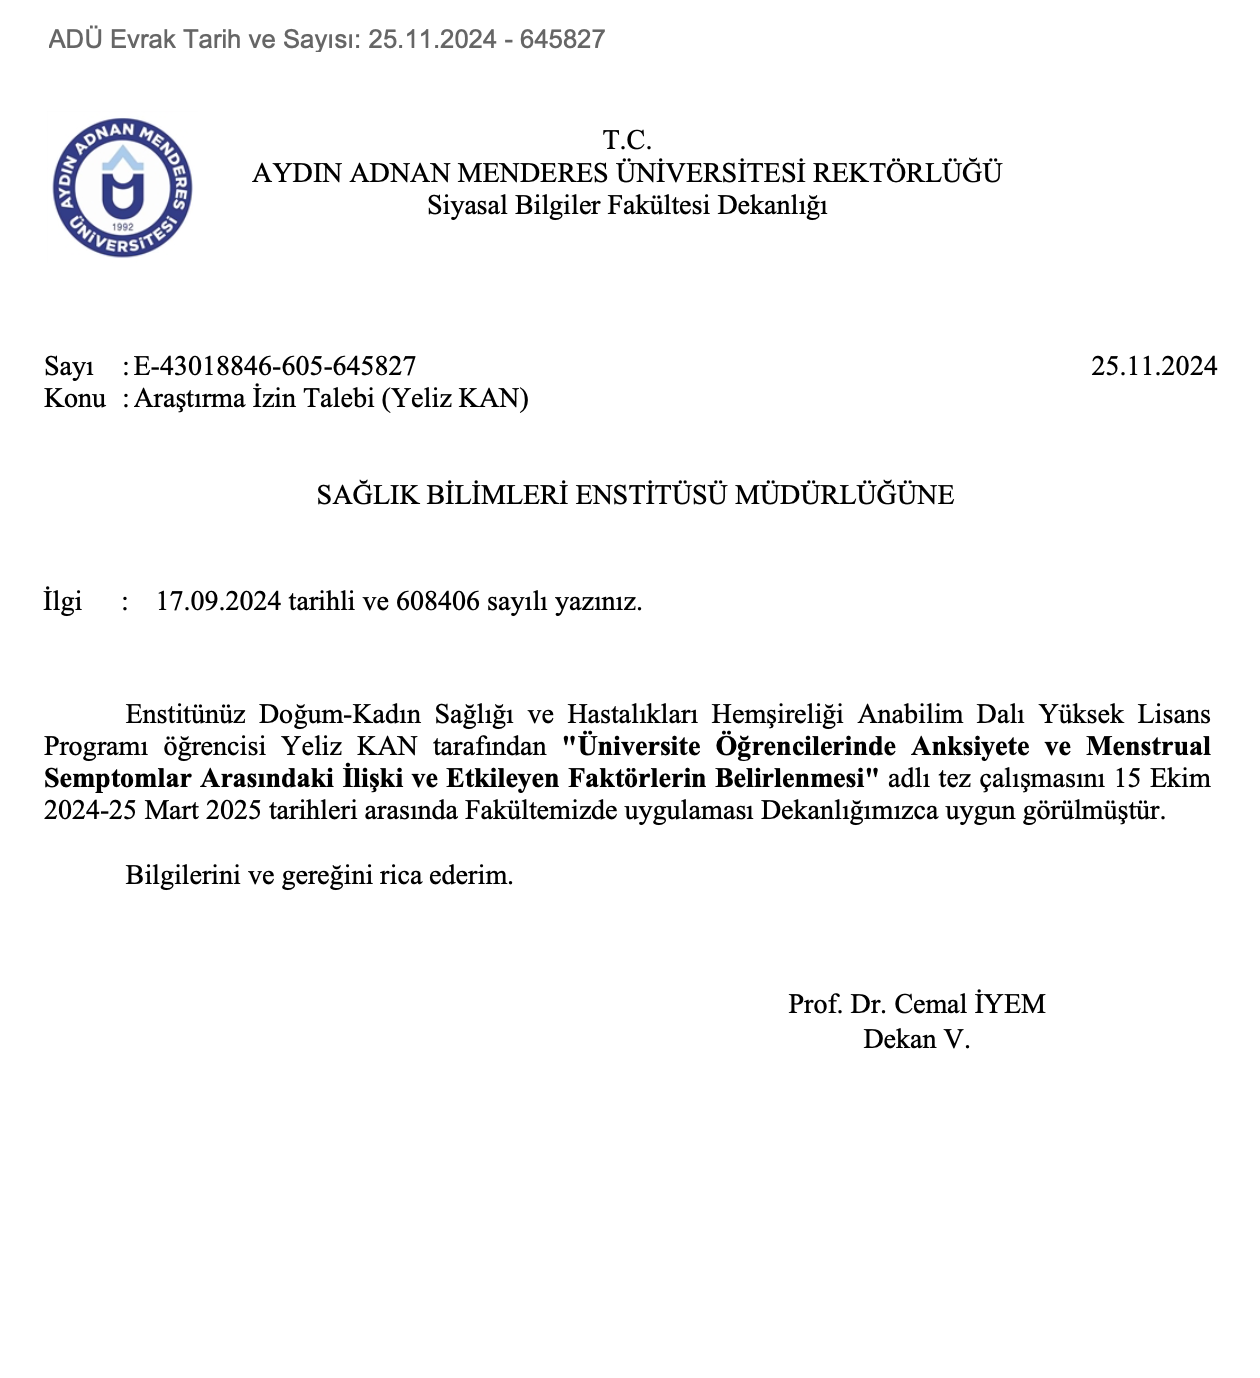 ADÜ Evrak Tarih ve Sayısı: 25.11.2024 - 645827
AYDIN ADNAN MENDERES
ÜNİVERSİTESİ
1992
T.C.
AYDIN ADNAN MENDERES ÜNİVERSİTESİ REKTÖRLÜĞÜ
Siyasal Bilgiler Fakültesi Dekanlığı
Sayı : E-43018846-605-645827 25.11.2024
Konu : Araştırma İzin Talebi (Yeliz KAN)
SAĞLIK BİLİMLERİ ENSTİTÜSÜ MÜDÜRLÜĞÜNE
İlgi : 17.09.2024 tarihli ve 608406 sayılı yazınız.
Enstitünüz Doğum-Kadın Sağlığı ve Hastalıkları Hemşireliği Anabilim Dalı Yüksek Lisans
Programı öğrencisi Yeliz KAN tarafından "Üniversite Öğrencilerinde Anksiyete ve Menstrual
Semptomlar Arasındaki İlişki ve Etkileyen Faktörlerin Belirlenmesi" adlı tez çalışmasını 15 Ekim
2024-25 Mart 2025 tarihleri arasında Fakültemizde uygulaması Dekanlığımızca uygun görülmüştür.
Bilgilerini ve gereğini rica ederim.
Prof. Dr. Cemal İYEM
Dekan V.